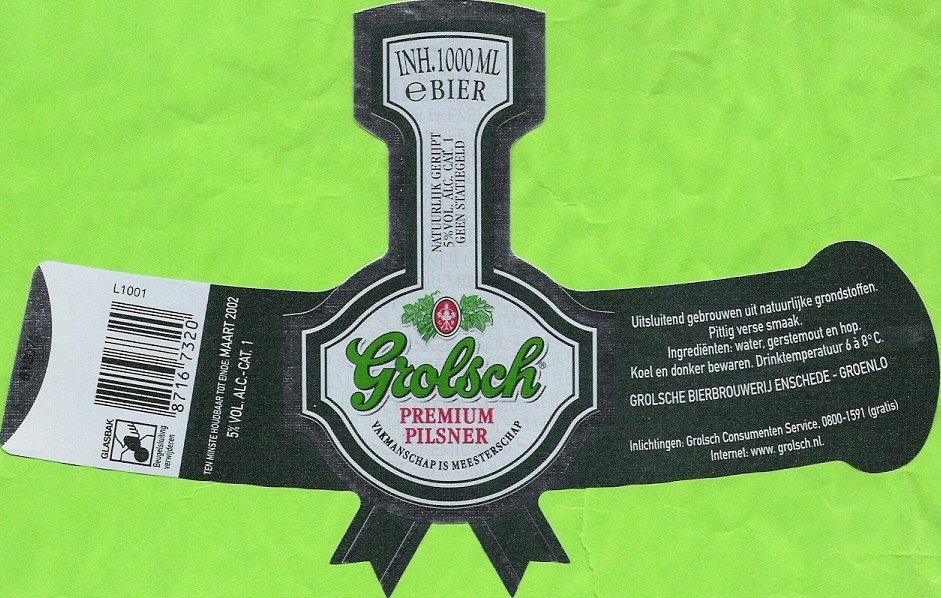 INH. 1000 ML
e BIER
NATUURLIJK GERIJPT
5% VOL. ALC. CAT. 1
GEEN STATIEGELD
Grolsch®
PREMIUM
PILSNER
VAKMANSCHAP IS MEESTERSCHAP
L1001
8716 7320
GLASBAK
Beugelsluiting
verwijderen
TEN MINSTE HOUDBAAR TOT EINDE: MAART 2002
5% VOL. ALC.-CAT. 1
Uitsluitend gebrouwen uit natuurlijke grondstoffen.
Pittig verse smaak.
Ingrediënten: water, gerstemout en hop.
Koel en donker bewaren. Drinktemperatuur 6 à 8°C.
GROLSCHE BIERBROUWERIJ ENSCHEDE - GROENLO
Inlichtingen: Grolsch Consumenten Service, 0800-1591 (gratis)
Internet: www. grolsch.nl.